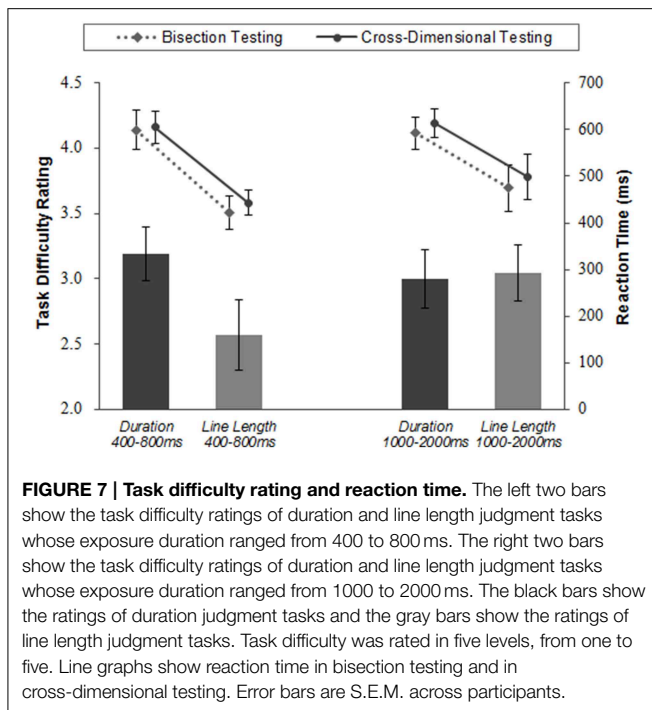 Bisection Testing Cross-Dimensional Testing
4.5 700
600
4.0
500
3.5 400
3.0 300
200
2.5
100
2.0 0
Task Difficulty Rating
Reaction Time (ms)
Duration Line Length Duration Line Length
400-800ms 400-800ms 1000-2000ms 1000-2000ms
FIGURE 7 | Task difficulty rating and reaction time. The left two bars
show the task difficulty ratings of duration and line length judgment tasks
whose exposure duration ranged from 400 to 800 ms. The right two bars
show the task difficulty ratings of duration and line length judgment tasks
whose exposure duration ranged from 1000 to 2000 ms. The black bars show
the ratings of duration judgment tasks and the gray bars show the ratings of
line length judgment tasks. Task difficulty was rated in five levels, from one to
five. Line graphs show reaction time in bisection testing and in
cross-dimensional testing. Error bars are S.E.M. across participants.